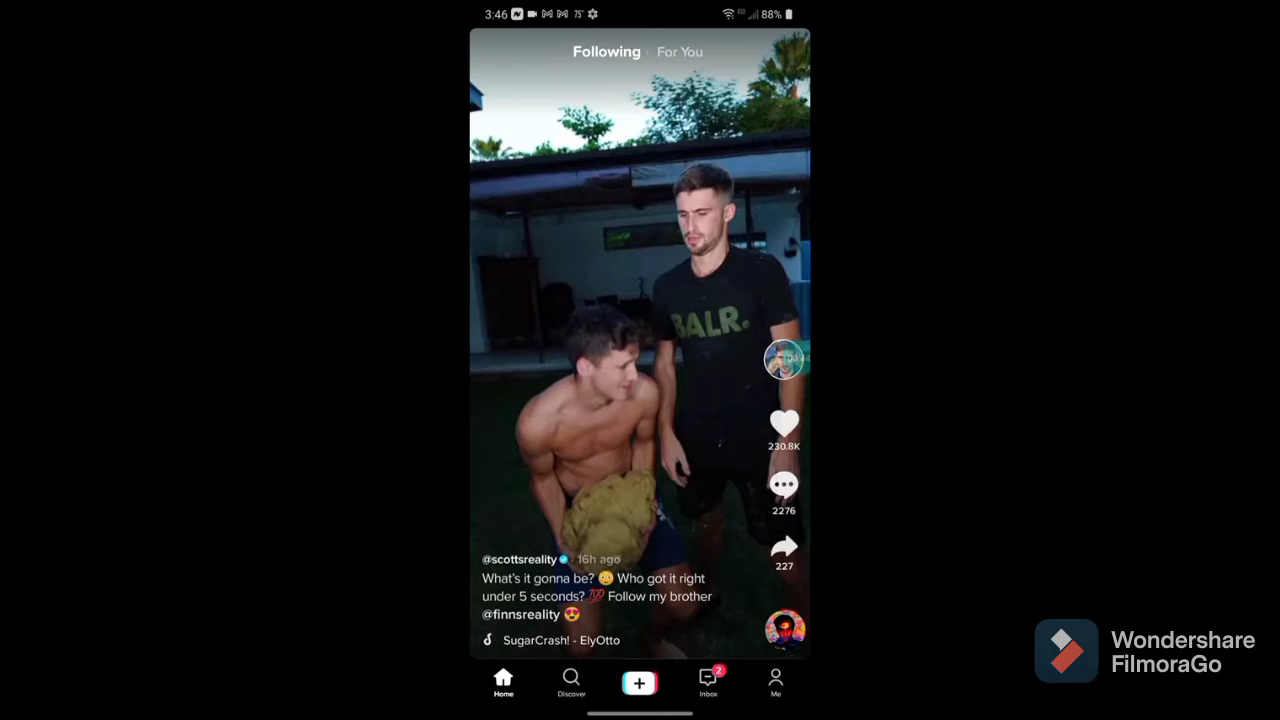 3:46
75°
88%
Following
For You
BALR.
00:44
230.8K
2276
227
@scottsreality · 16h ago
What's it gonna be? 😳 Who got it right
under 5 seconds? 💯 Follow my brother
@finnsreality 😍
SugarCrash! - ElyOtto
2
Home
Discover
Inbox
Me
Wondershare
FilmoraGo